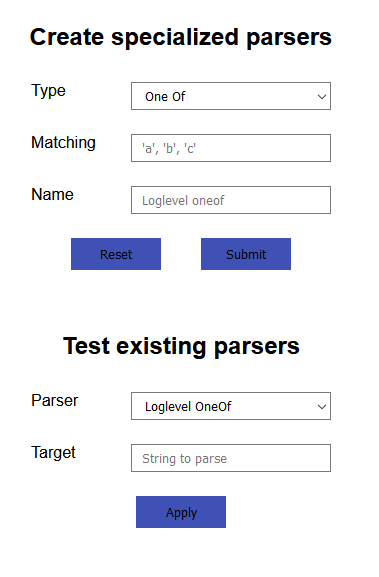 Create specialized parsers
Type
One Of
Matching
'a', 'b', 'c'
Name
Loglevel oneof
Reset
Submit
Test existing parsers
Parser
Loglevel OneOf
Target
String to parse
Apply